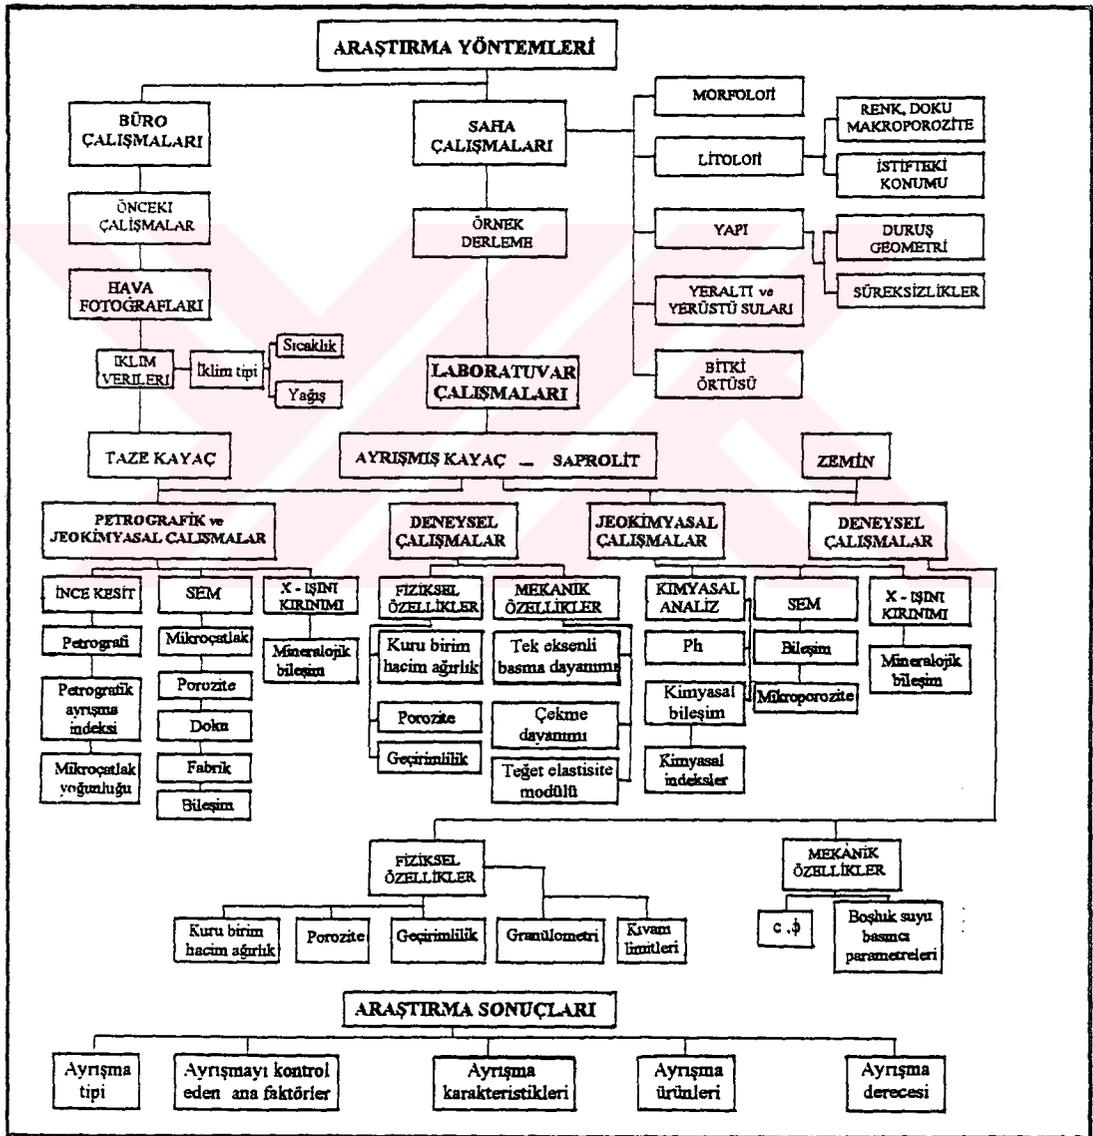 ARAŞTIRMA YÖNTEMLERİ
BÜRO
ÇALIŞMALARI
SAHA
ÇALIŞMALARI
MORFOLOJİ
LİTOLOJİ
RENK, DOKU
MAKROPOROZİTE
İSTİFTEKİ
KONUMU
ÖNCEKİ
ÇALIŞMALAR
ÖRNEK
DERLEME
YAPI
DURUŞ
GEOMETRİ
SÜREKSİZLİKLER
HAVA
FOTOĞRAFLARI
YERALTI ve
YERÜSTÜ SULARI
İKLİM
VERİLERİ
İklim tipi
Sıcaklık
Yağış
LABORATUVAR
ÇALIŞMALARI
BİTKİ
ÖRTÜSÜ
TAZE KAYAÇ
AYRIŞMIŞ KAYAÇ _ SAPROLİT
ZEMİN
PETROGRAFİK ve
JEOKİMYASAL ÇALIŞMALAR
DENEYSEL
ÇALIŞMALAR
JEOKİMYASAL
ÇALIŞMALAR
DENEYSEL
ÇALIŞMALAR
İNCE KESİT
SEM
X - IŞINI
KIRINIMI
FİZİKSEL
ÖZELLİKLER
MEKANİK
ÖZELLİKLER
KİMYASAL
ANALİZ
SEM
X - IŞINI
KIRINIMI
Petrografi
Mikroçatlak
Mineralojik
bileşim
Kuru birim
hacim ağırlık
Tek eksenli
basma dayanımı
Ph
Bileşim
Mineralojik
bileşim
Petrografik
ayrışma
indeksi
Porozite
Doku
Porozite
Çekme
dayanımı
Kimyasal
bileşim
Mikroporozite
Mikroçatlak
yoğunluğu
Fabrik
Bileşim
Geçirimlilik
Teğet elastisite
modülü
Kimyasal
indeksler
FİZİKSEL
ÖZELLİKLER
MEKANİK
ÖZELLİKLER
Kuru birim
hacim ağırlık
Porozite
Geçirimlilik
Granülometri
Kıvam
limitleri
c , ϕ
Boşluk suyu
basıncı
parametreleri
ARAŞTIRMA SONUÇLARI
Ayrışma
tipi
Ayrışmayı kontrol
eden ana faktörler
Ayrışma
karakteristikleri
Ayrışma
ürünleri
Ayrışma
derecesi